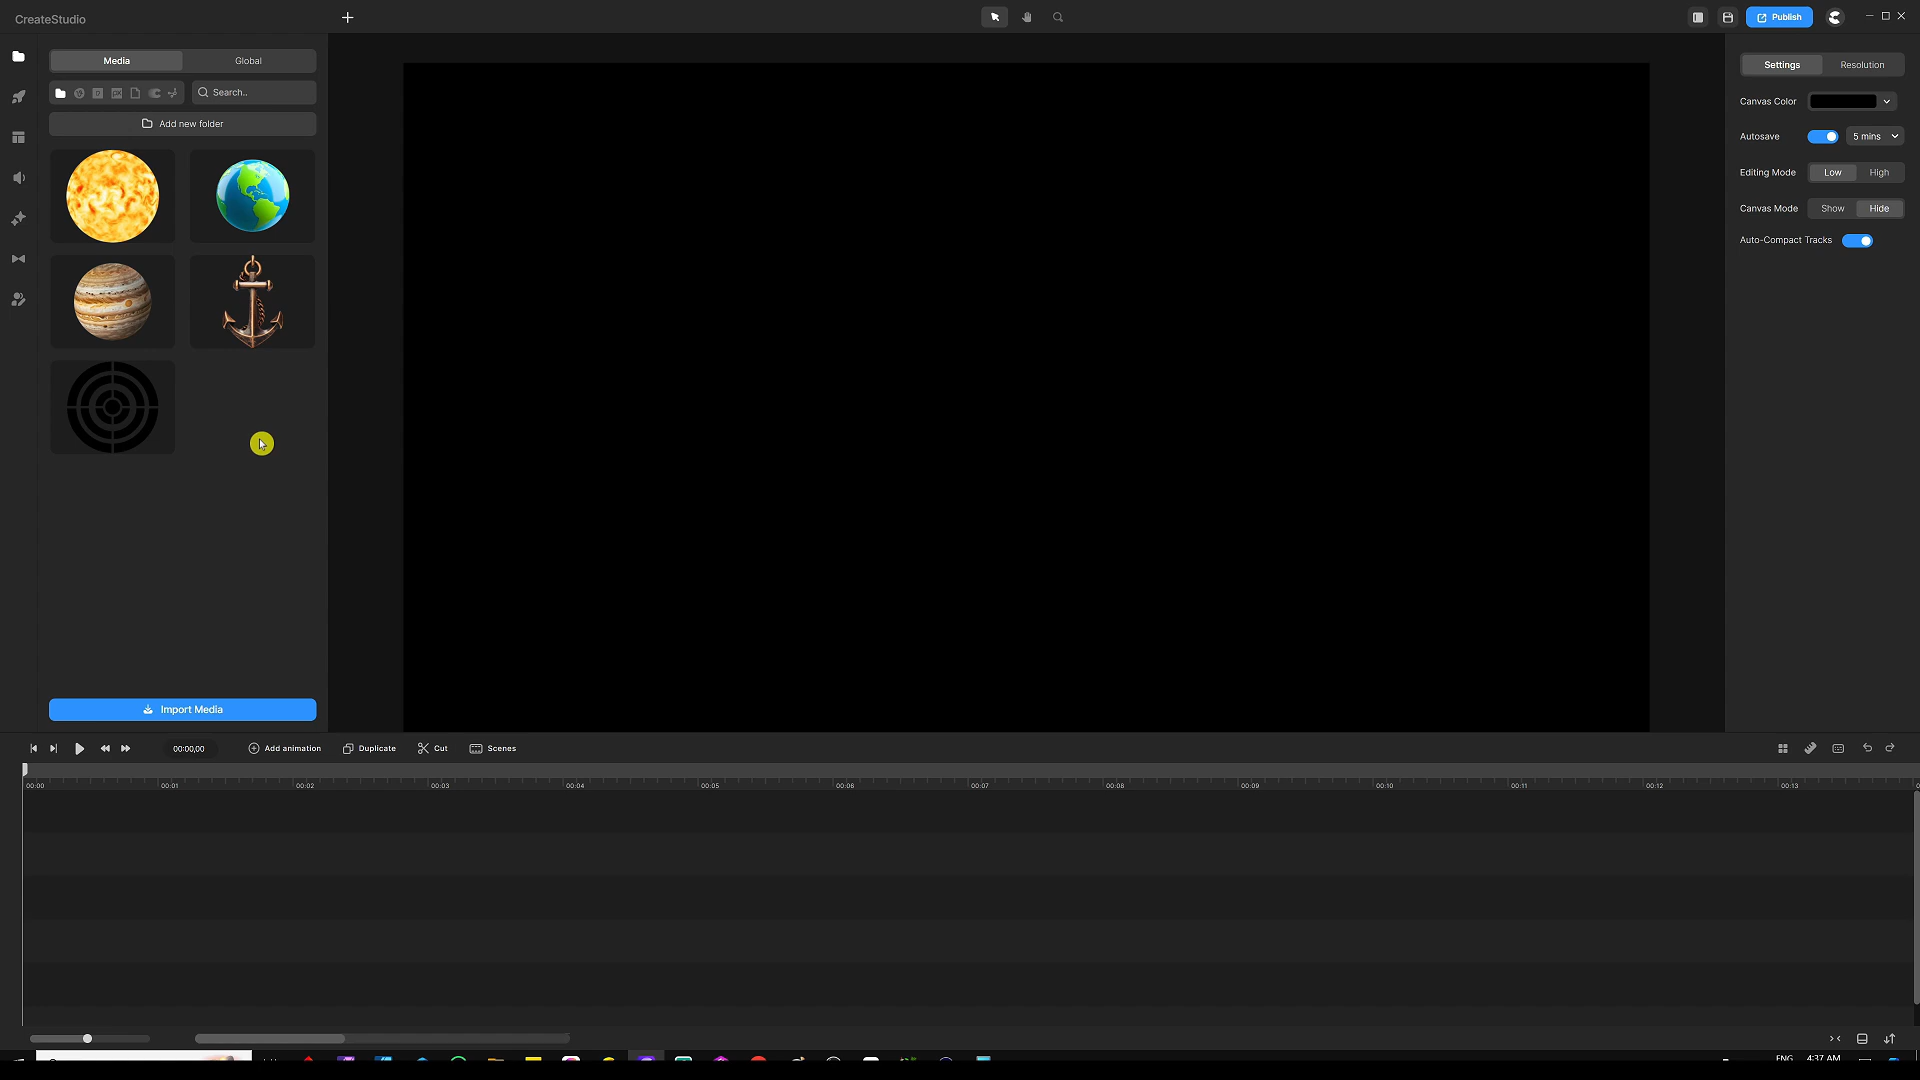 CreateStudio
Publish
Media
Global
Search..
Add new folder
Import Media
Settings
Resolution
Canvas Color
Autosave
5 mins
Editing Mode
Low
High
Canvas Mode
Show
Hide
Auto-Compact Tracks
00:00,00
Add animation
Duplicate
Cut
Scenes
00:00
00:01
00:02
00:03
00:04
00:05
00:06
00:07
00:08
00:09
00:10
00:11
00:12
00:13
ENG
4:37 AM